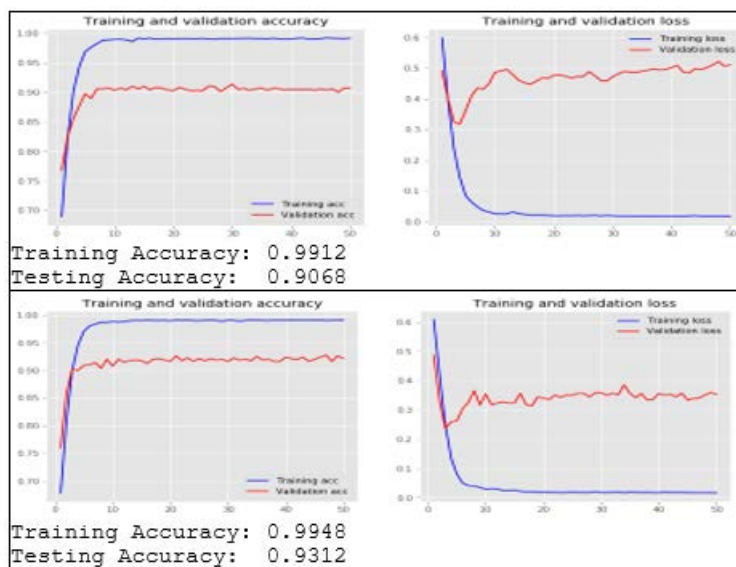 Training and validation accuracy
1.00
0.95
0.90
0.85
0.80
0.75
0.70
Training acc
Validation acc
0 10 20 30 40 50
Training and validation loss
0.6
0.5
0.4
0.3
0.2
0.1
0.0
Training loss
Validation loss
0 10 20 30 40 50
Training Accuracy: 0.9912
Testing Accuracy: 0.9068
Training and validation accuracy
1.00
0.95
0.90
0.85
0.80
0.75
0.70
Training acc
Validation acc
0 10 20 30 40 50
Training and validation loss
0.6
0.5
0.4
0.3
0.2
0.1
0.0
Training loss
Validation loss
0 10 20 30 40 50
Training Accuracy: 0.9948
Testing Accuracy: 0.9312